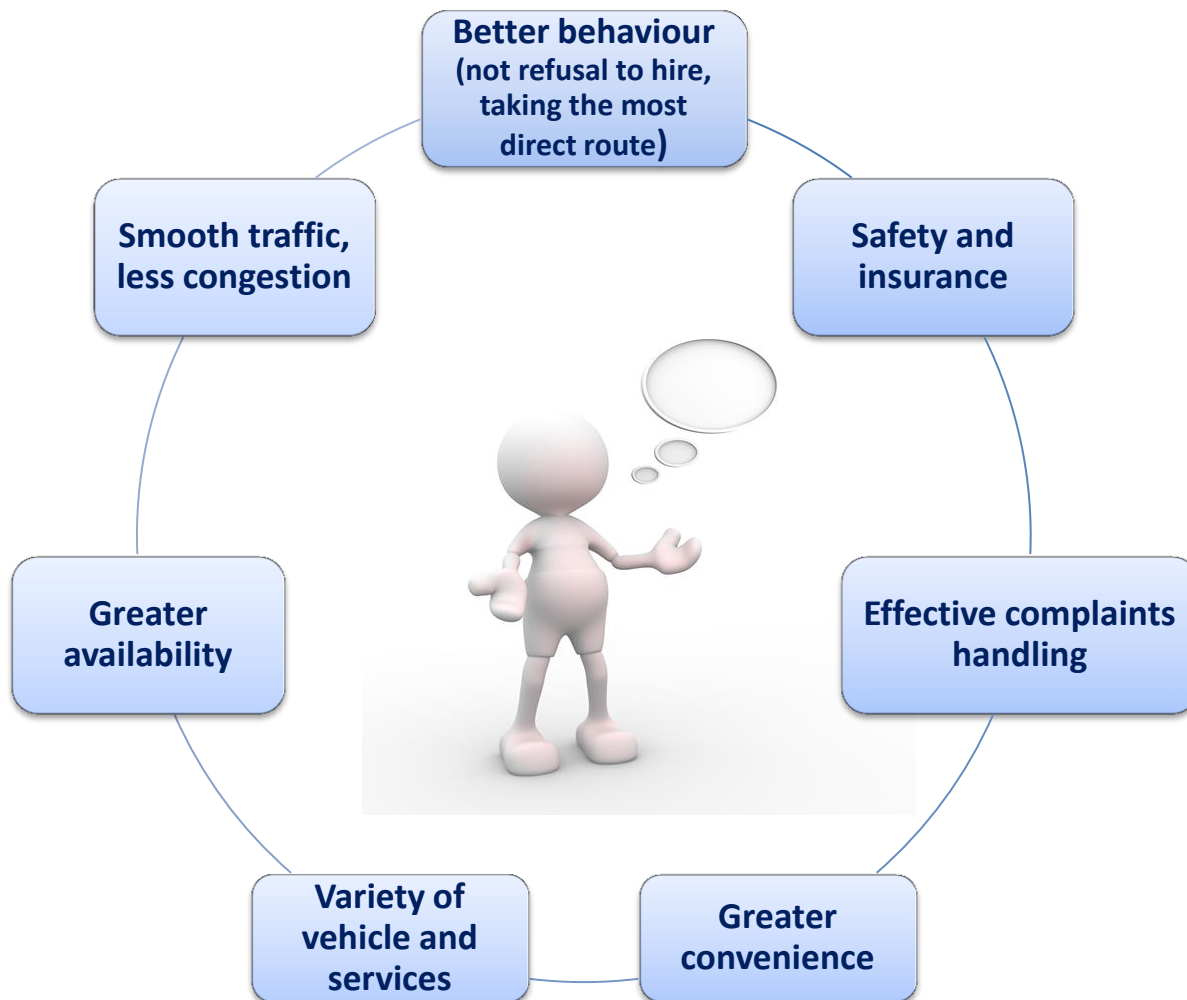 Better behaviour
(not refusal to hire,
taking the most
direct route)
Safety and
insurance
Effective complaints
handling
Greater
convenience
Variety of
vehicle and
services
Greater
availability
Smooth traffic,
less congestion